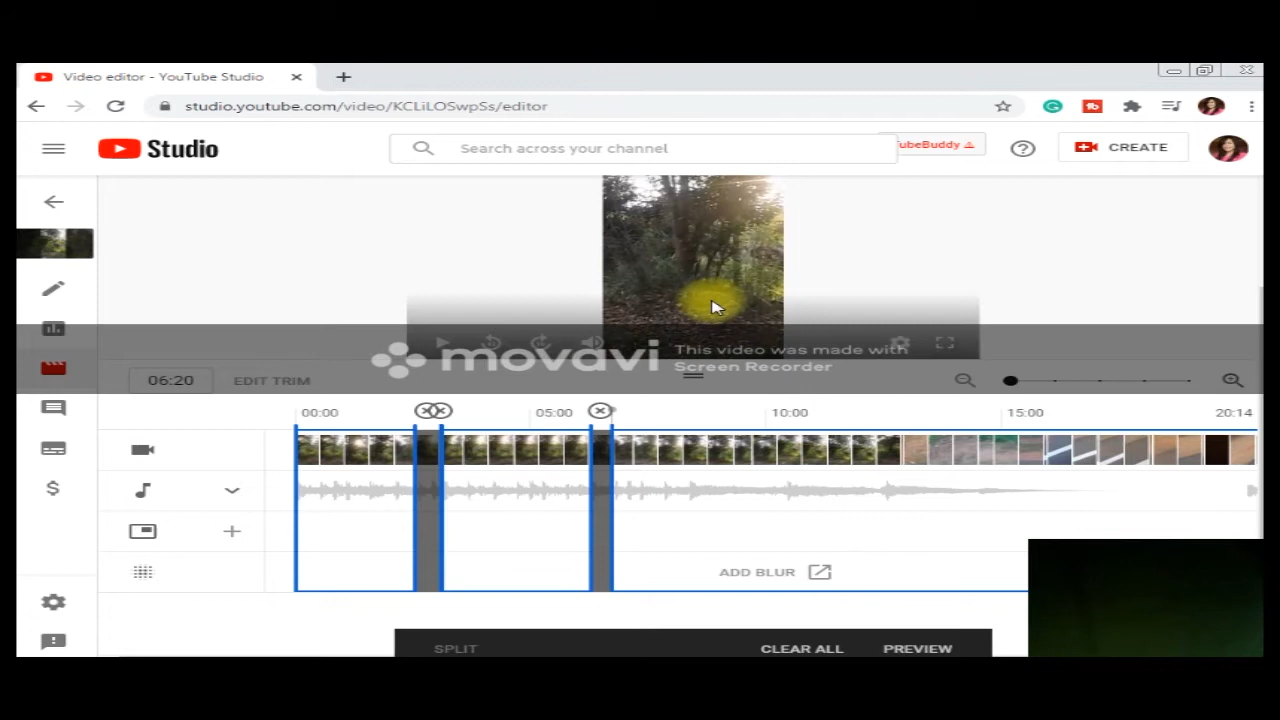 Video editor - YouTube Studio
studio.youtube.com/video/KCLiLOSwpSs/editor
tb
Studio
Search across your channel
TubeBuddy
CREATE
movavi
This video was made with
Screen Recorder
06:20
EDIT TRIM
00:00
05:00
10:00
15:00
20:14
ADD BLUR
SPLIT
CLEAR ALL
PREVIEW